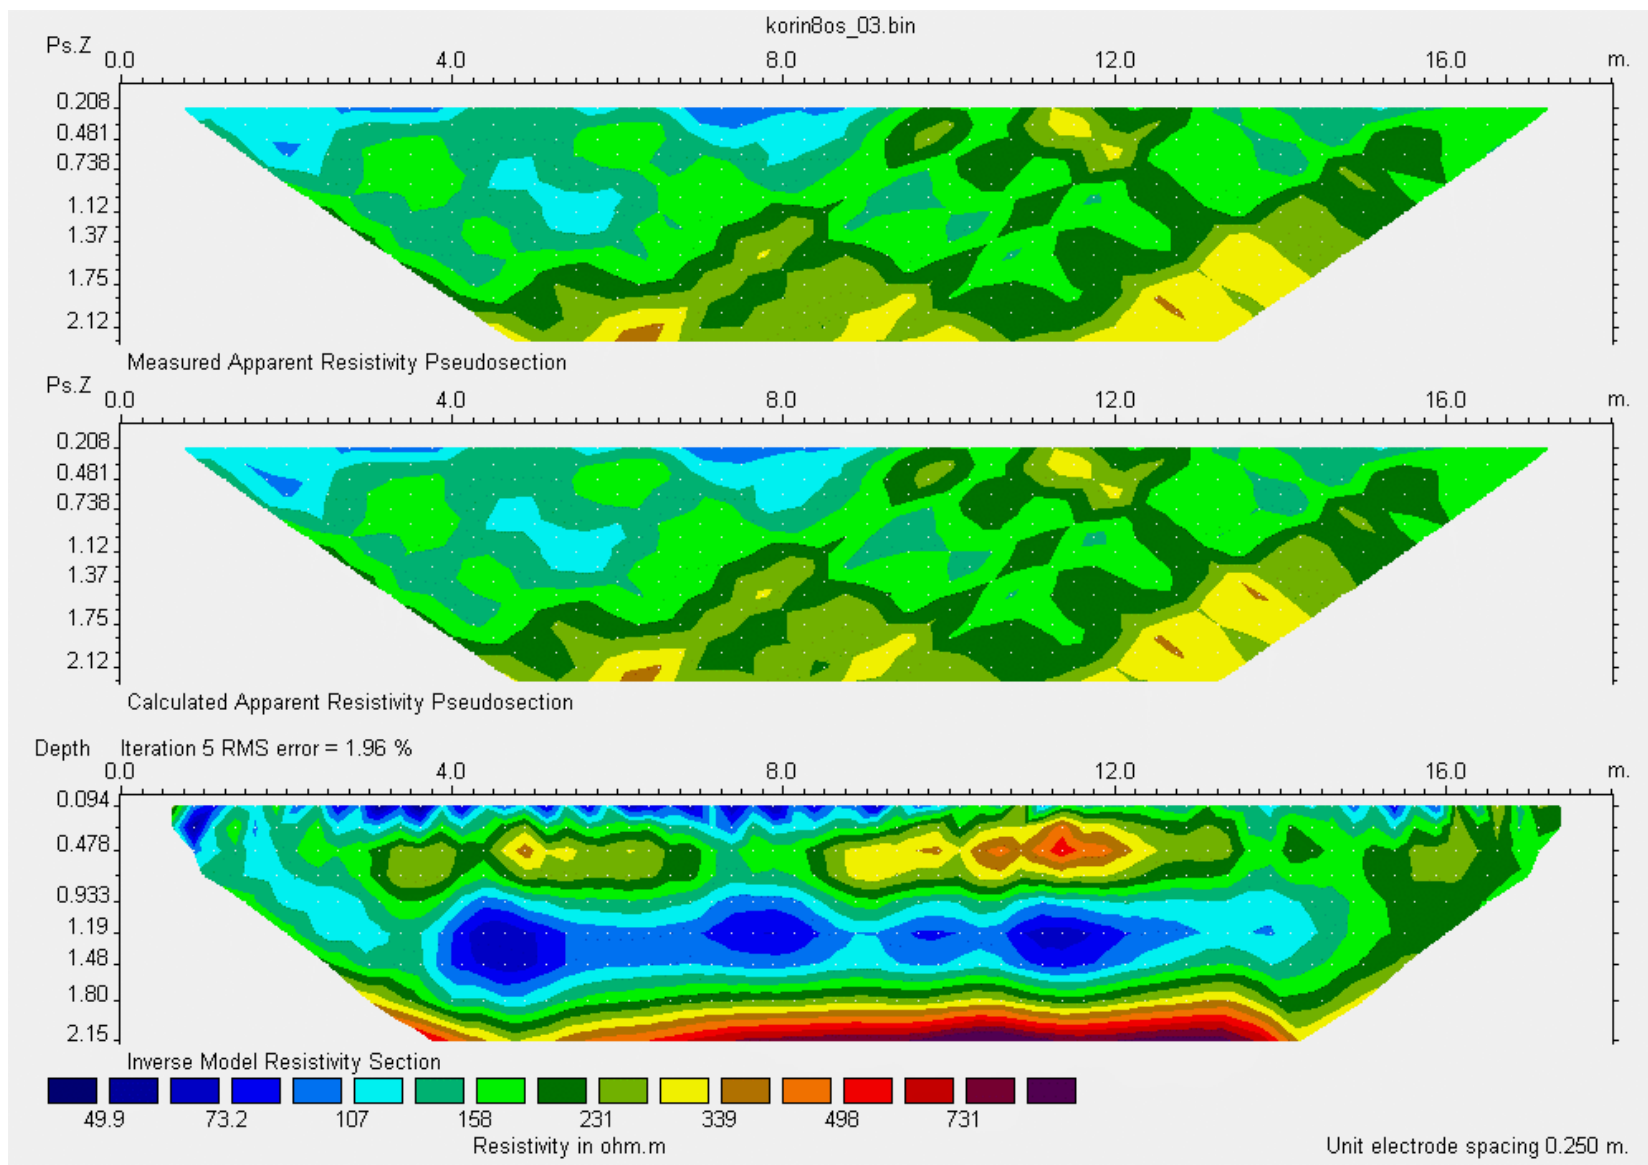 korin8os_03.bin
Ps.Z 0.0 4.0 8.0 12.0 16.0 m.
0.208
0.481
0.738
1.12
1.37
1.75
2.12
Measured Apparent Resistivity Pseudosection
Ps.Z 0.0 4.0 8.0 12.0 16.0 m.
0.208
0.481
0.738
1.12
1.37
1.75
2.12
Calculated Apparent Resistivity Pseudosection
Depth Iteration 5 RMS error = 1.96 %
0.0 4.0 8.0 12.0 16.0 m.
0.094
0.478
0.933
1.19
1.48
1.80
2.15
Inverse Model Resistivity Section
49.9 73.2 107 158 231 339 498 731
Resistivity in ohm.m
Unit electrode spacing 0.250 m.